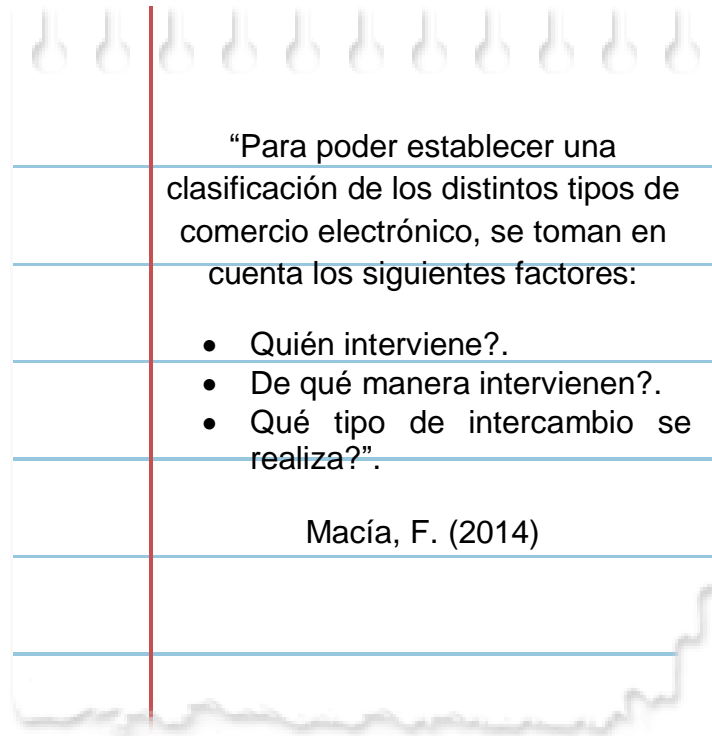 “Para poder establecer una
clasificación de los distintos tipos de
comercio electrónico, se toman en
cuenta los siguientes factores:
• Quién interviene?.
• De qué manera intervienen?.
• Qué tipo de intercambio se
realiza?”.
Macía, F. (2014)